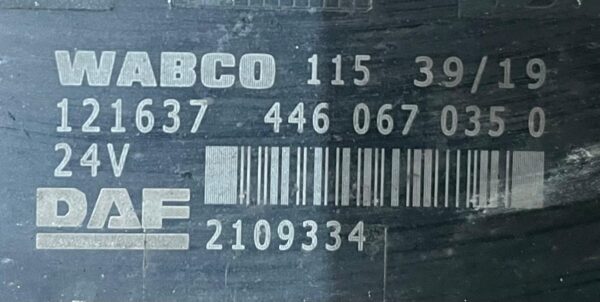 WABCO 115 39/19
121637 446 067 035 0
24V
DAF
2109334